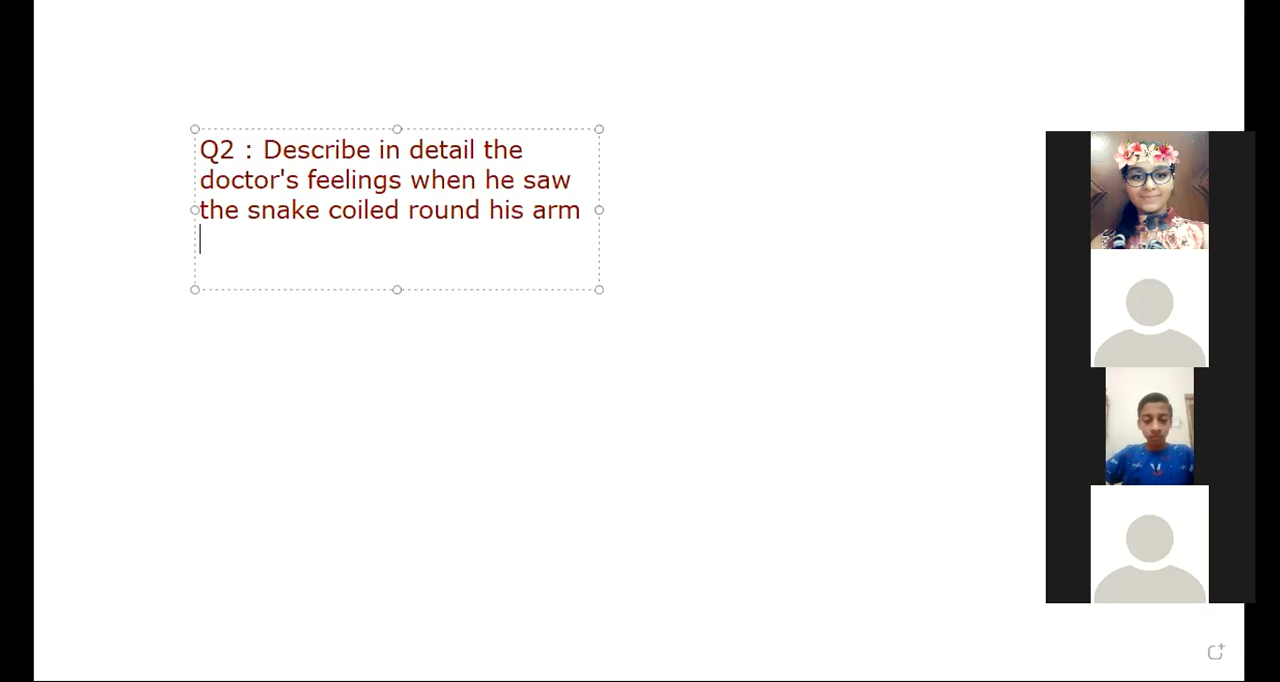 Q2 : Describe in detail the
doctor's feelings when he saw
the snake coiled round his arm